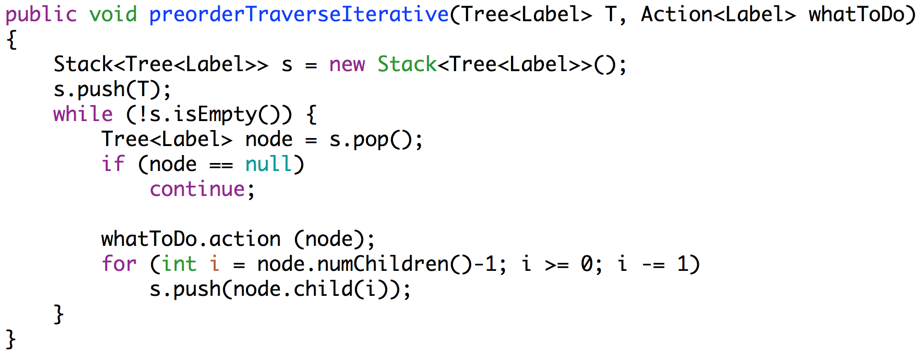 public void preorderTraverseIterative(Tree<Label> T, Action<Label> whatToDo)
{
    Stack<Tree<Label>> s = new Stack<Tree<Label>>();
    s.push(T);
    while (!s.isEmpty()) {
        Tree<Label> node = s.pop();
        if (node == null)
            continue;

        whatToDo.action (node);
        for (int i = node.numChildren()-1; i >= 0; i -= 1)
            s.push(node.child(i));
    }
}